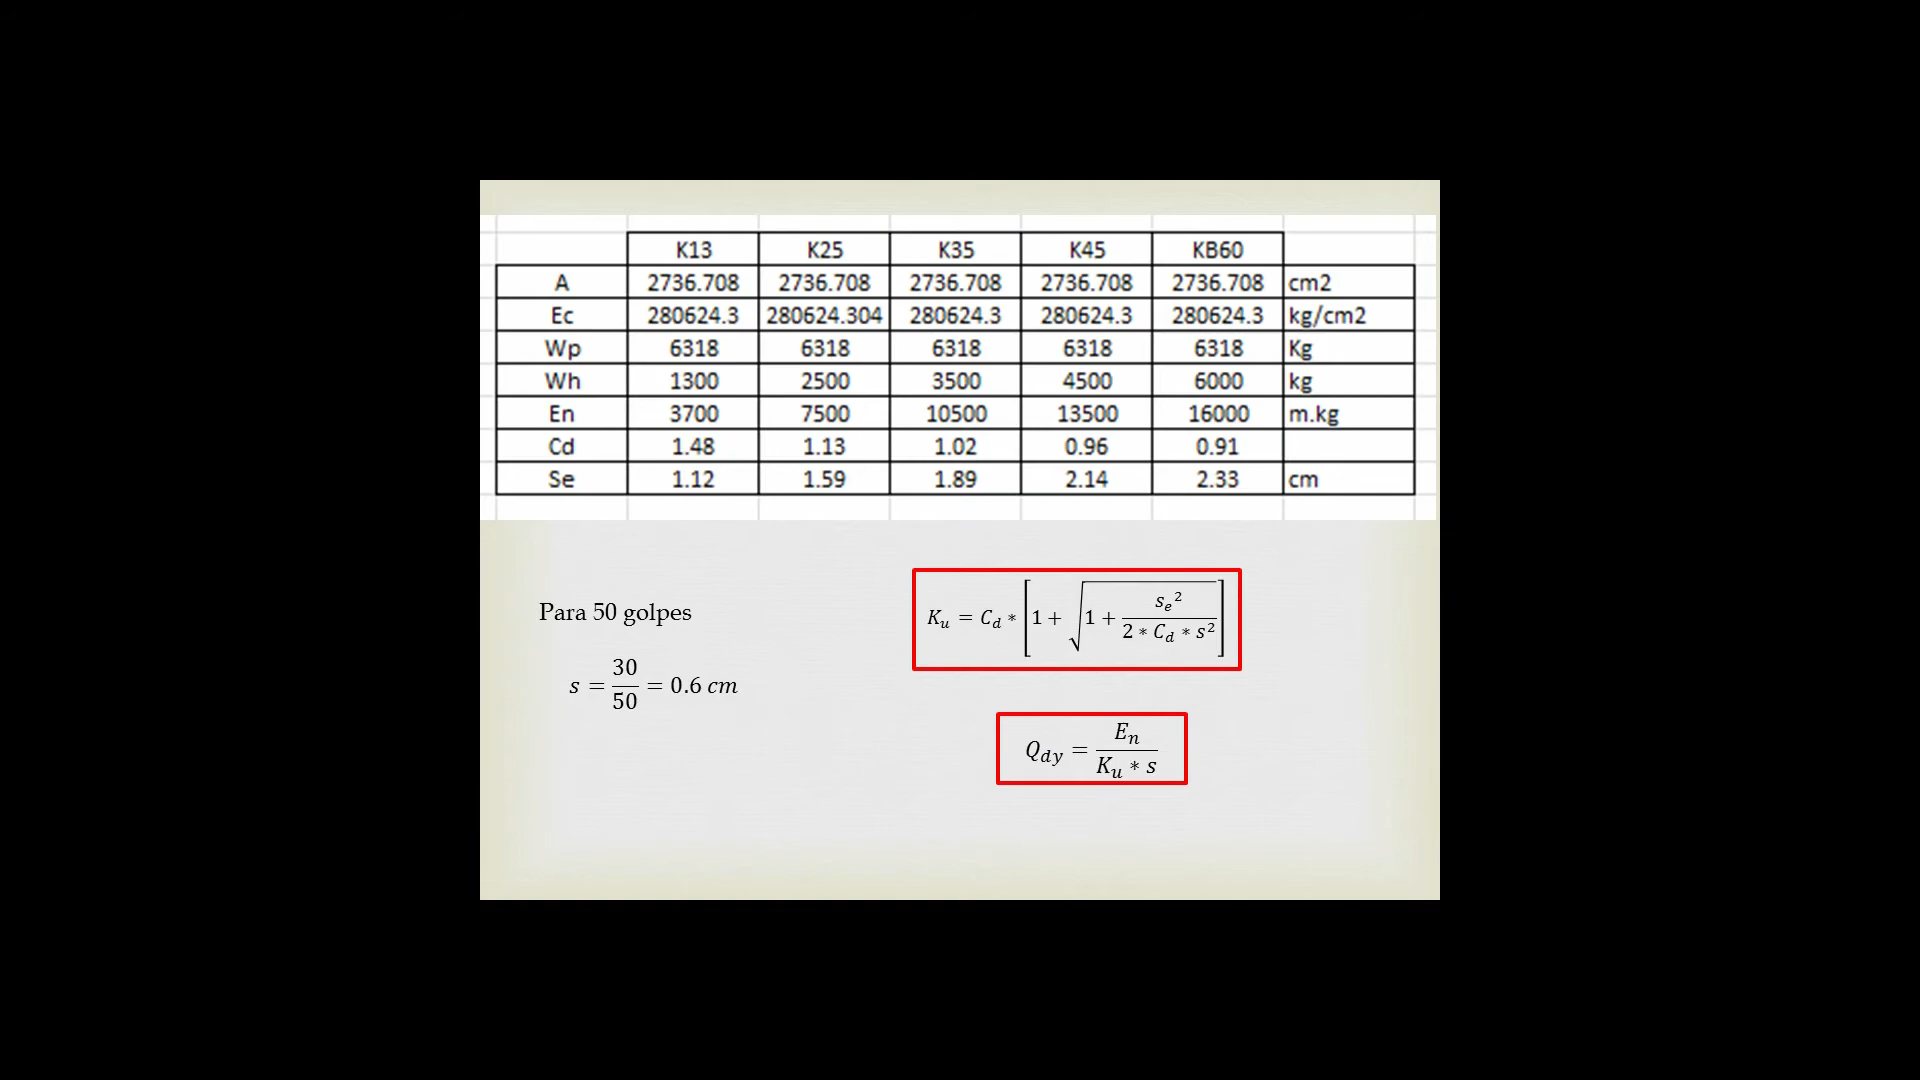 K13 K25 K35 K45 KB60
A 2736.708 2736.708 2736.708 2736.708 2736.708 cm2
Ec 280624.3 280624.304 280624.3 280624.3 280624.3 kg/cm2
Wp 6318 6318 6318 6318 6318 Kg
Wh 1300 2500 3500 4500 6000 kg
En 3700 7500 10500 13500 16000 m.kg
Cd 1.48 1.13 1.02 0.96 0.91
Se 1.12 1.59 1.89 2.14 2.33 cm
Para 50 golpes
s = 30/50 = 0.6 cm
K_u = C_d * [1 + √(1 + s_e^2/(2 * C_d * s^2))]
Q_dy = E_n/(K_u * s)